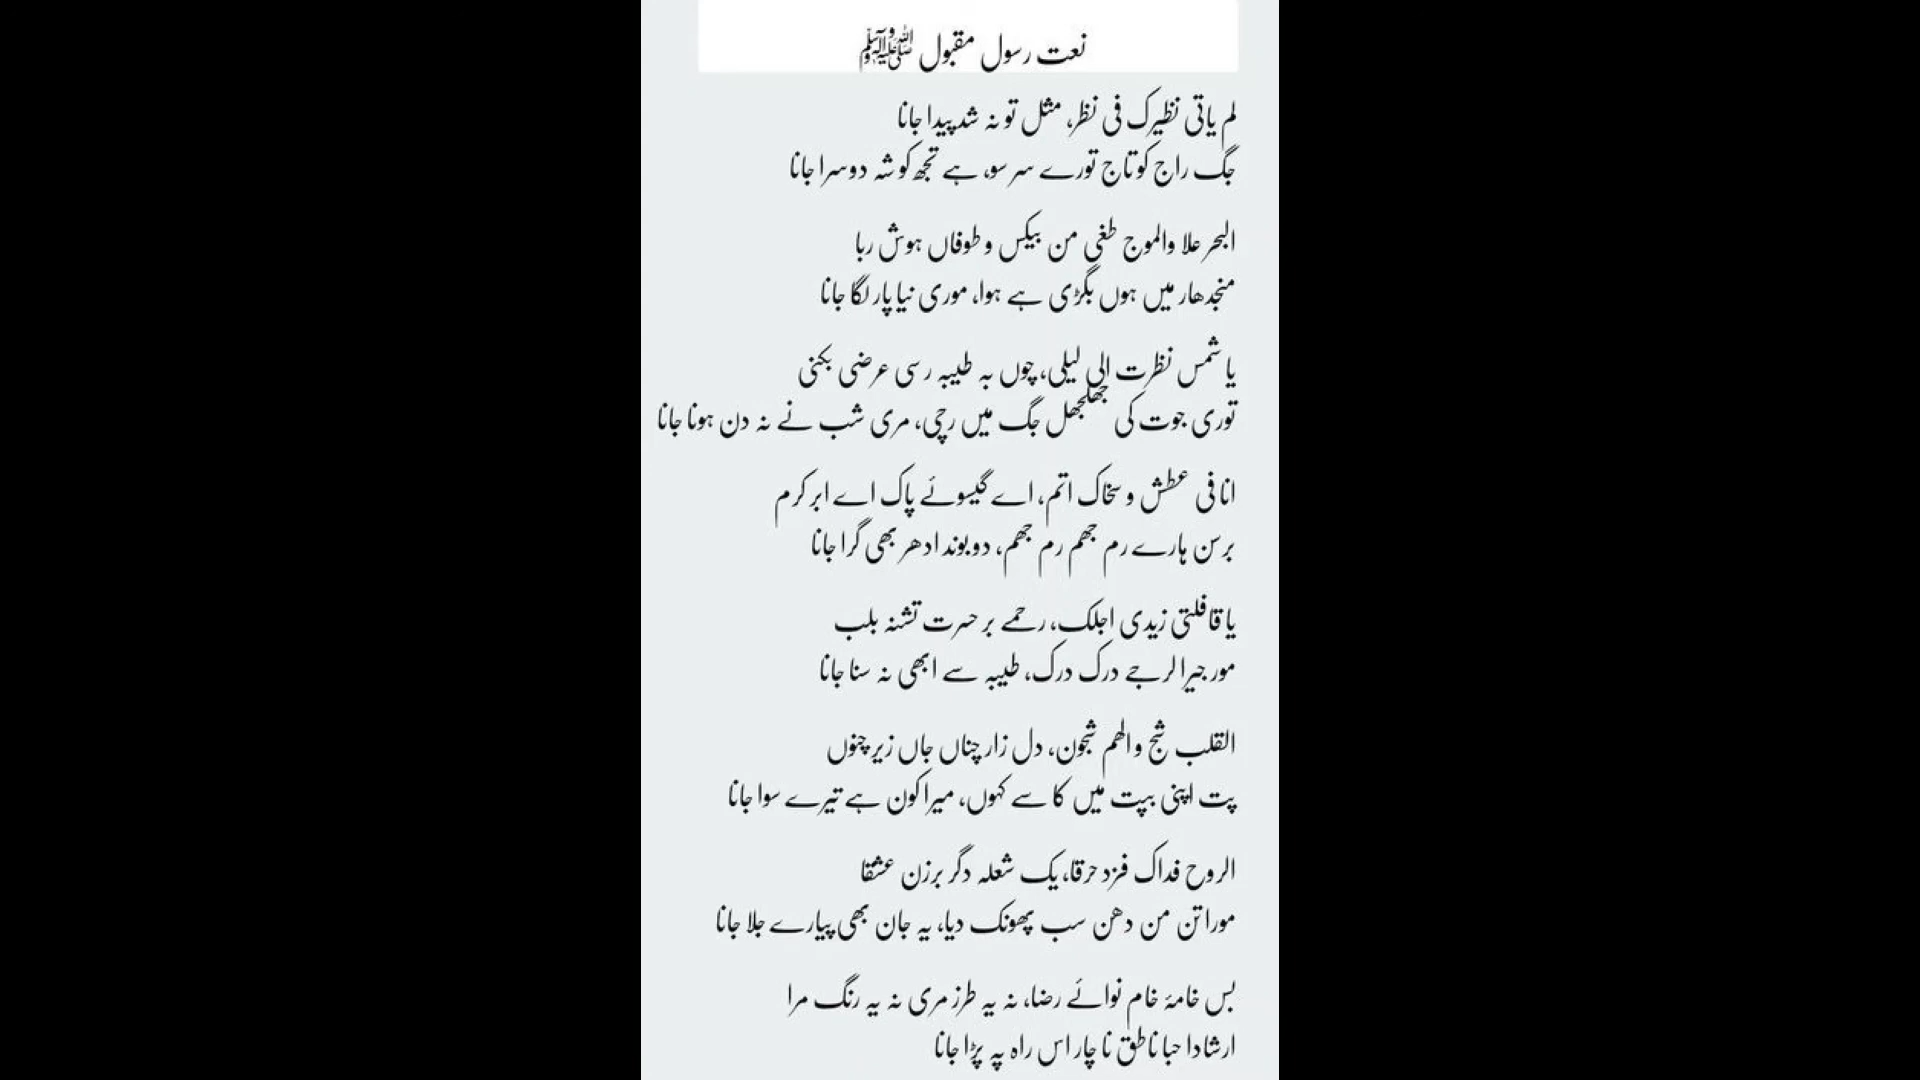 نعت رسول مقبول ﷺ
لم یاتی نظیرک فی نظر، مثل تو نہ شد پیدا جانا
جگ راج کو تاج تورے سر سو، ہے تجھ کو شہ دوسرا جانا
البحر علا والموج طغی من بیکس و طوفاں ہوش ربا
منجدھار میں ہوں بگڑی ہے ہوا، موری نیا پار لگا جانا
یا شمس نظرت الی لیلی، چوں بہ طیبہ رسی عرضی بکنی
توری جوت کی جھلجھل جگ میں رچی، مری شب نے نہ دن ہونا جانا
انا فی عطش و سخاک اتم، اے گیسوئے پاک اے ابر کرم
برسن ہارے رم جھم رم جھم، دو بوند ادھر بھی گرا جانا
یا قافلتی زیدی اجلک، رحمے بر حسرت تشنہ بلب
مور جیرا لرجے درک درک، طیبہ سے ابھی نہ سنا جانا
القلب شج والھم شجون، دل زار چناں جاں زیر چنوں
پت اپنی بپت میں کا سے کہوں، میرا کون ہے تیرے سوا جانا
الروح فداک فزد حرقا، یک شعلہ دگر برزن عشقا
مورا تن من دھن سب پھونک دیا، یہ جان بھی پیارے جلا جانا
بس خامۂ خام نوائے رضا، نہ یہ طرز مری نہ یہ رنگ مرا
ارشادا حبا ناطق نا چار اس راہ پہ پڑا جانا